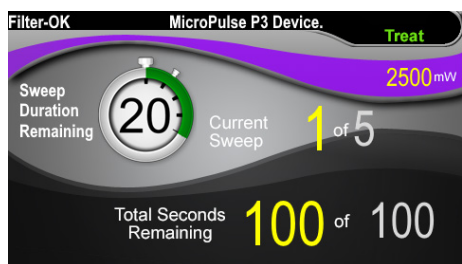 Filter-OK MicroPulse P3 Device.
Treat
2500mW
Sweep
Duration
Remaining
20
Current
Sweep
1 of 5
Total Seconds
Remaining
100 of 100